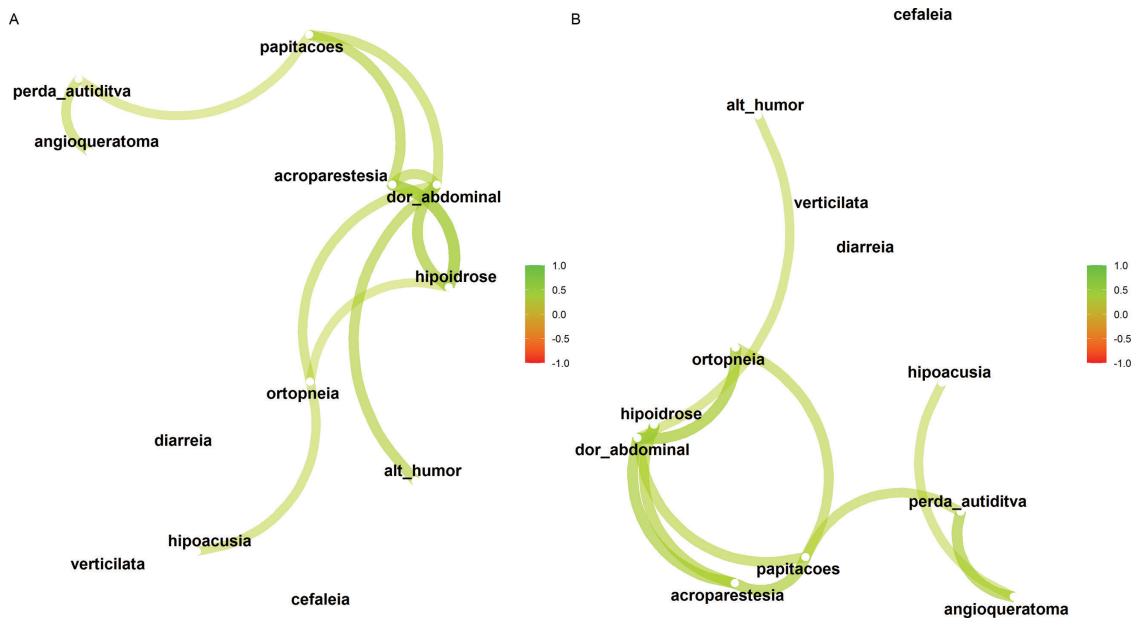 A
papitacoes
perda_autiditva
angioqueratoma
acroparestesia
dor_abdominal
hipoidrose
ortopneia
diarreia
alt_humor
hipoacusia
verticilata
cefaleia
1.0
0.5
0.0
-0.5
-1.0
B
cefaleia
alt_humor
verticilata
diarreia
ortopneia
hipoacusia
hipoidrose
dor_abdominal
perda_autiditva
papitacoes
acroparestesia
angioqueratoma
1.0
0.5
0.0
-0.5
-1.0